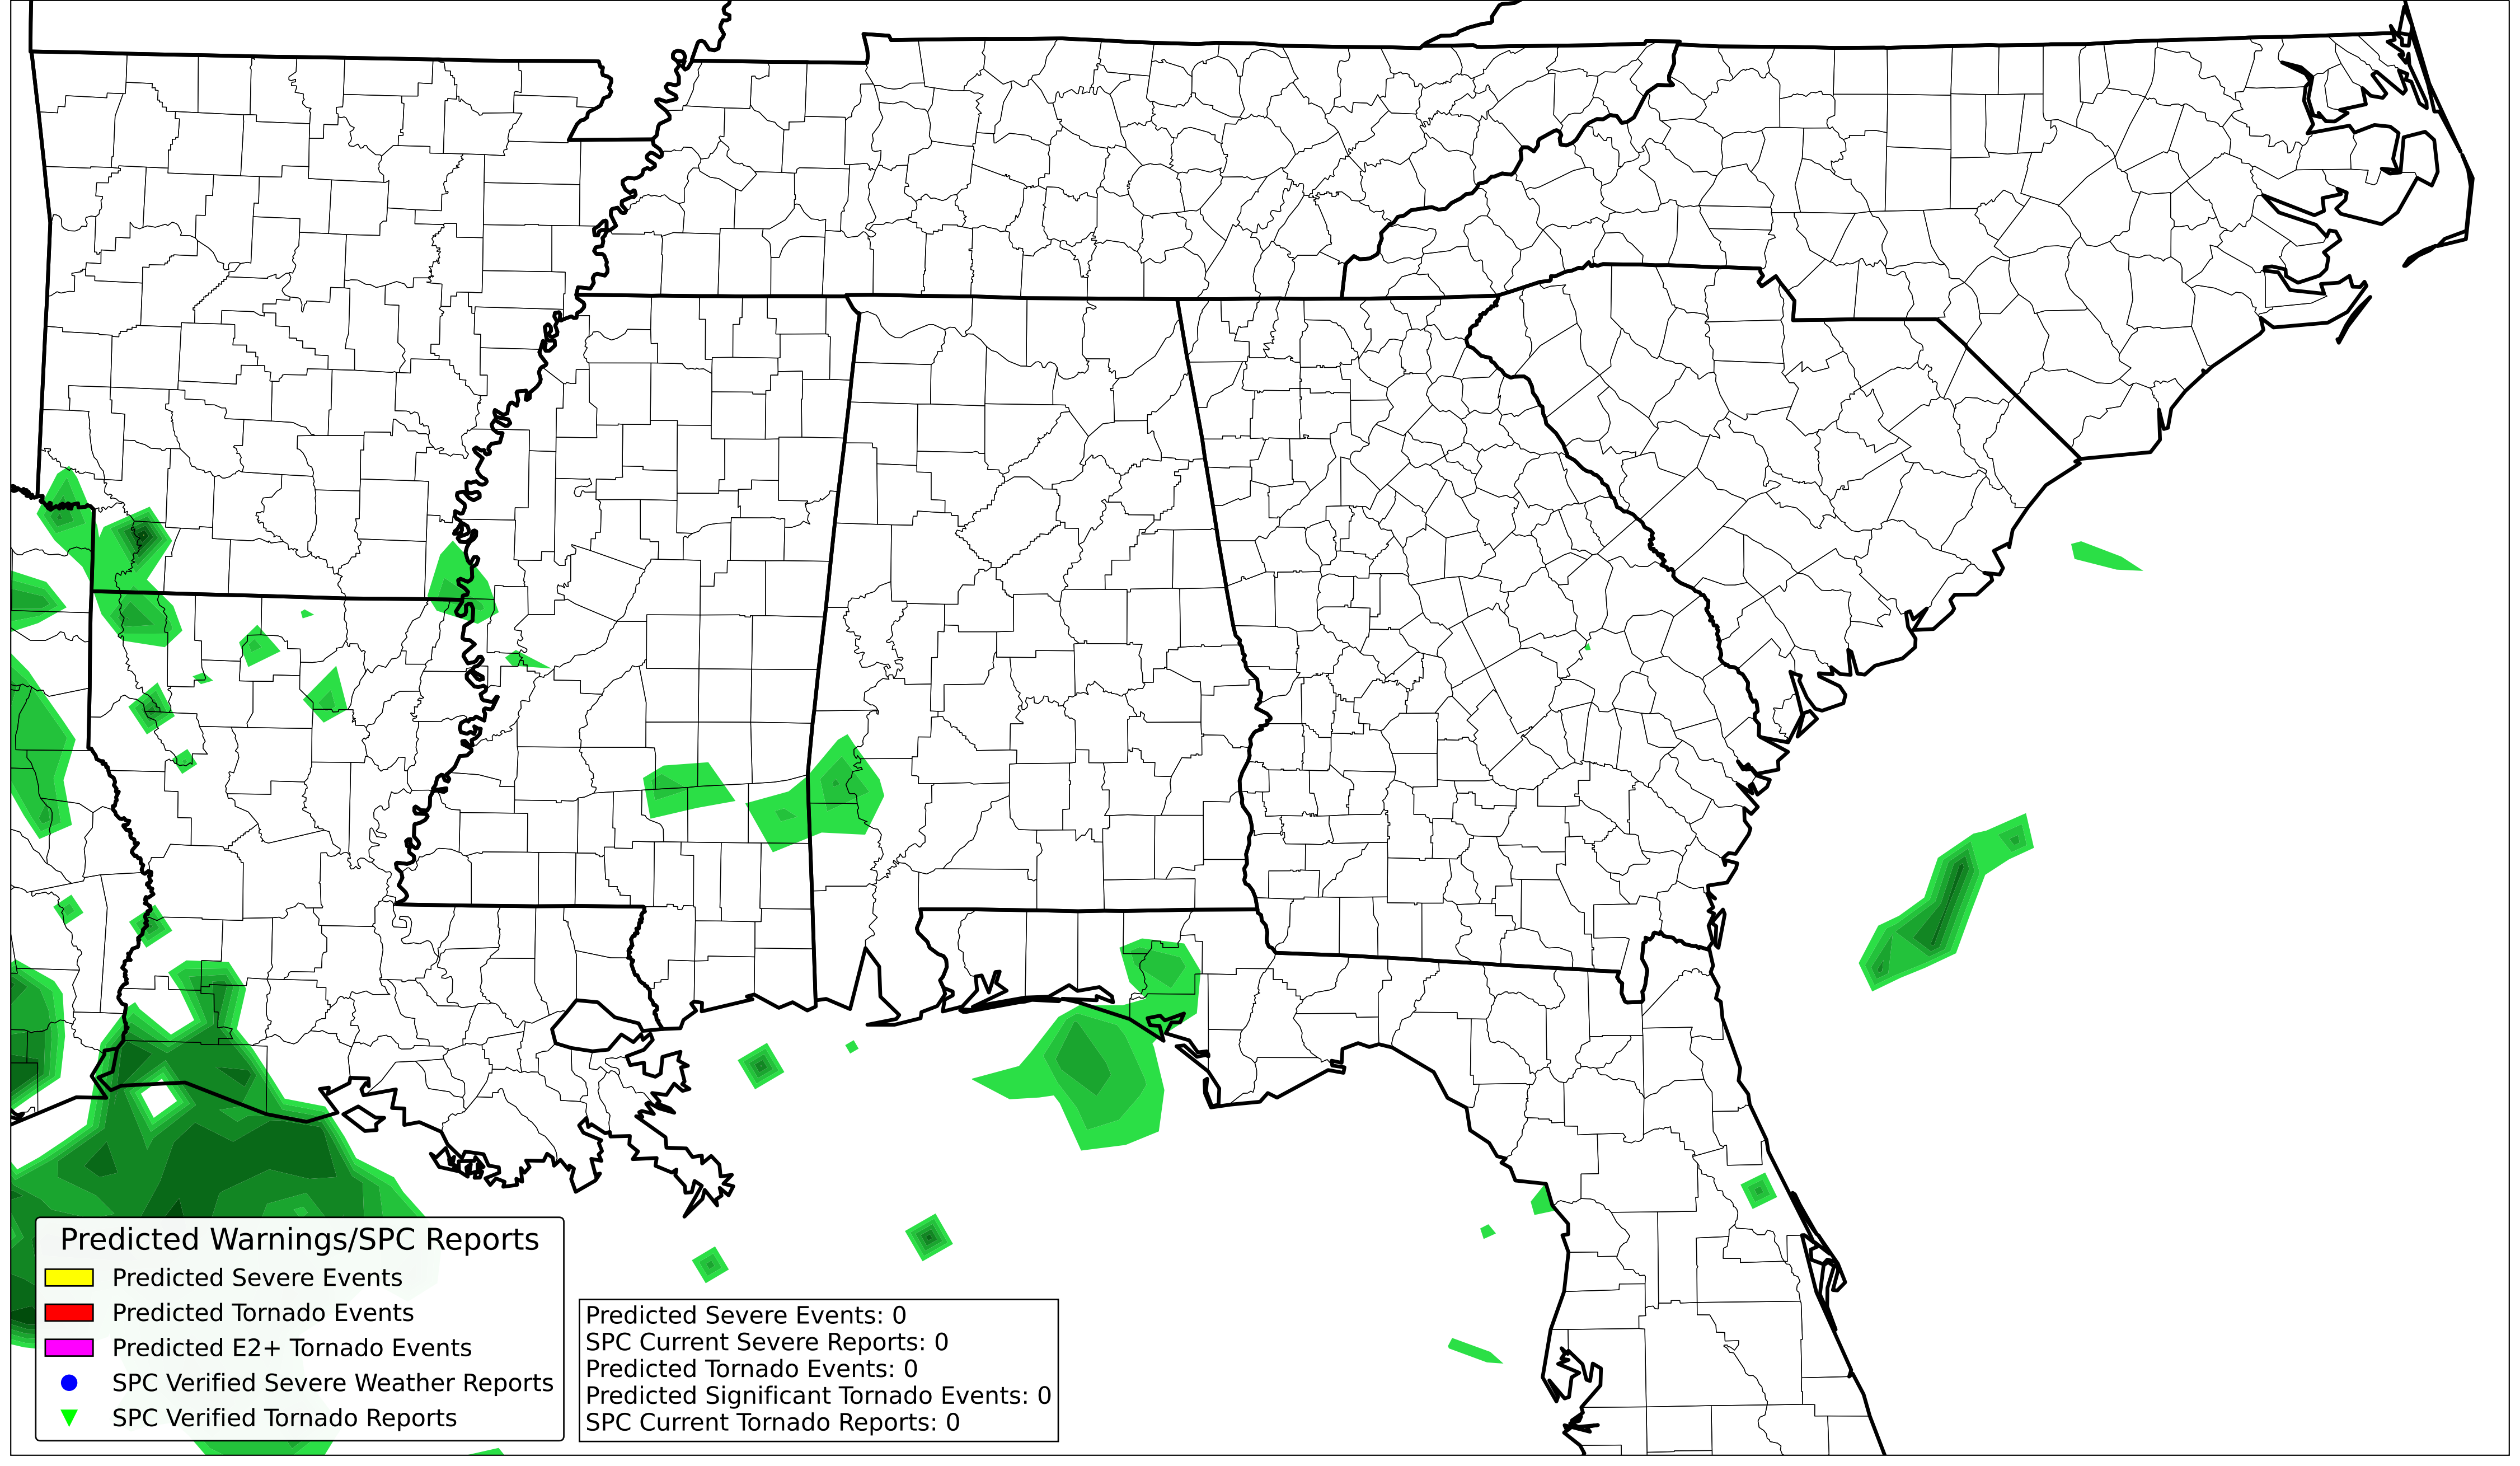 Predicted Warnings/SPC Reports
Predicted Severe Events
Predicted Tornado Events
Predicted E2+ Tornado Events
SPC Verified Severe Weather Reports
SPC Verified Tornado Reports
Predicted Severe Events: 0
SPC Current Severe Reports: 0
Predicted Tornado Events: 0
Predicted Significant Tornado Events: 0
SPC Current Tornado Reports: 0